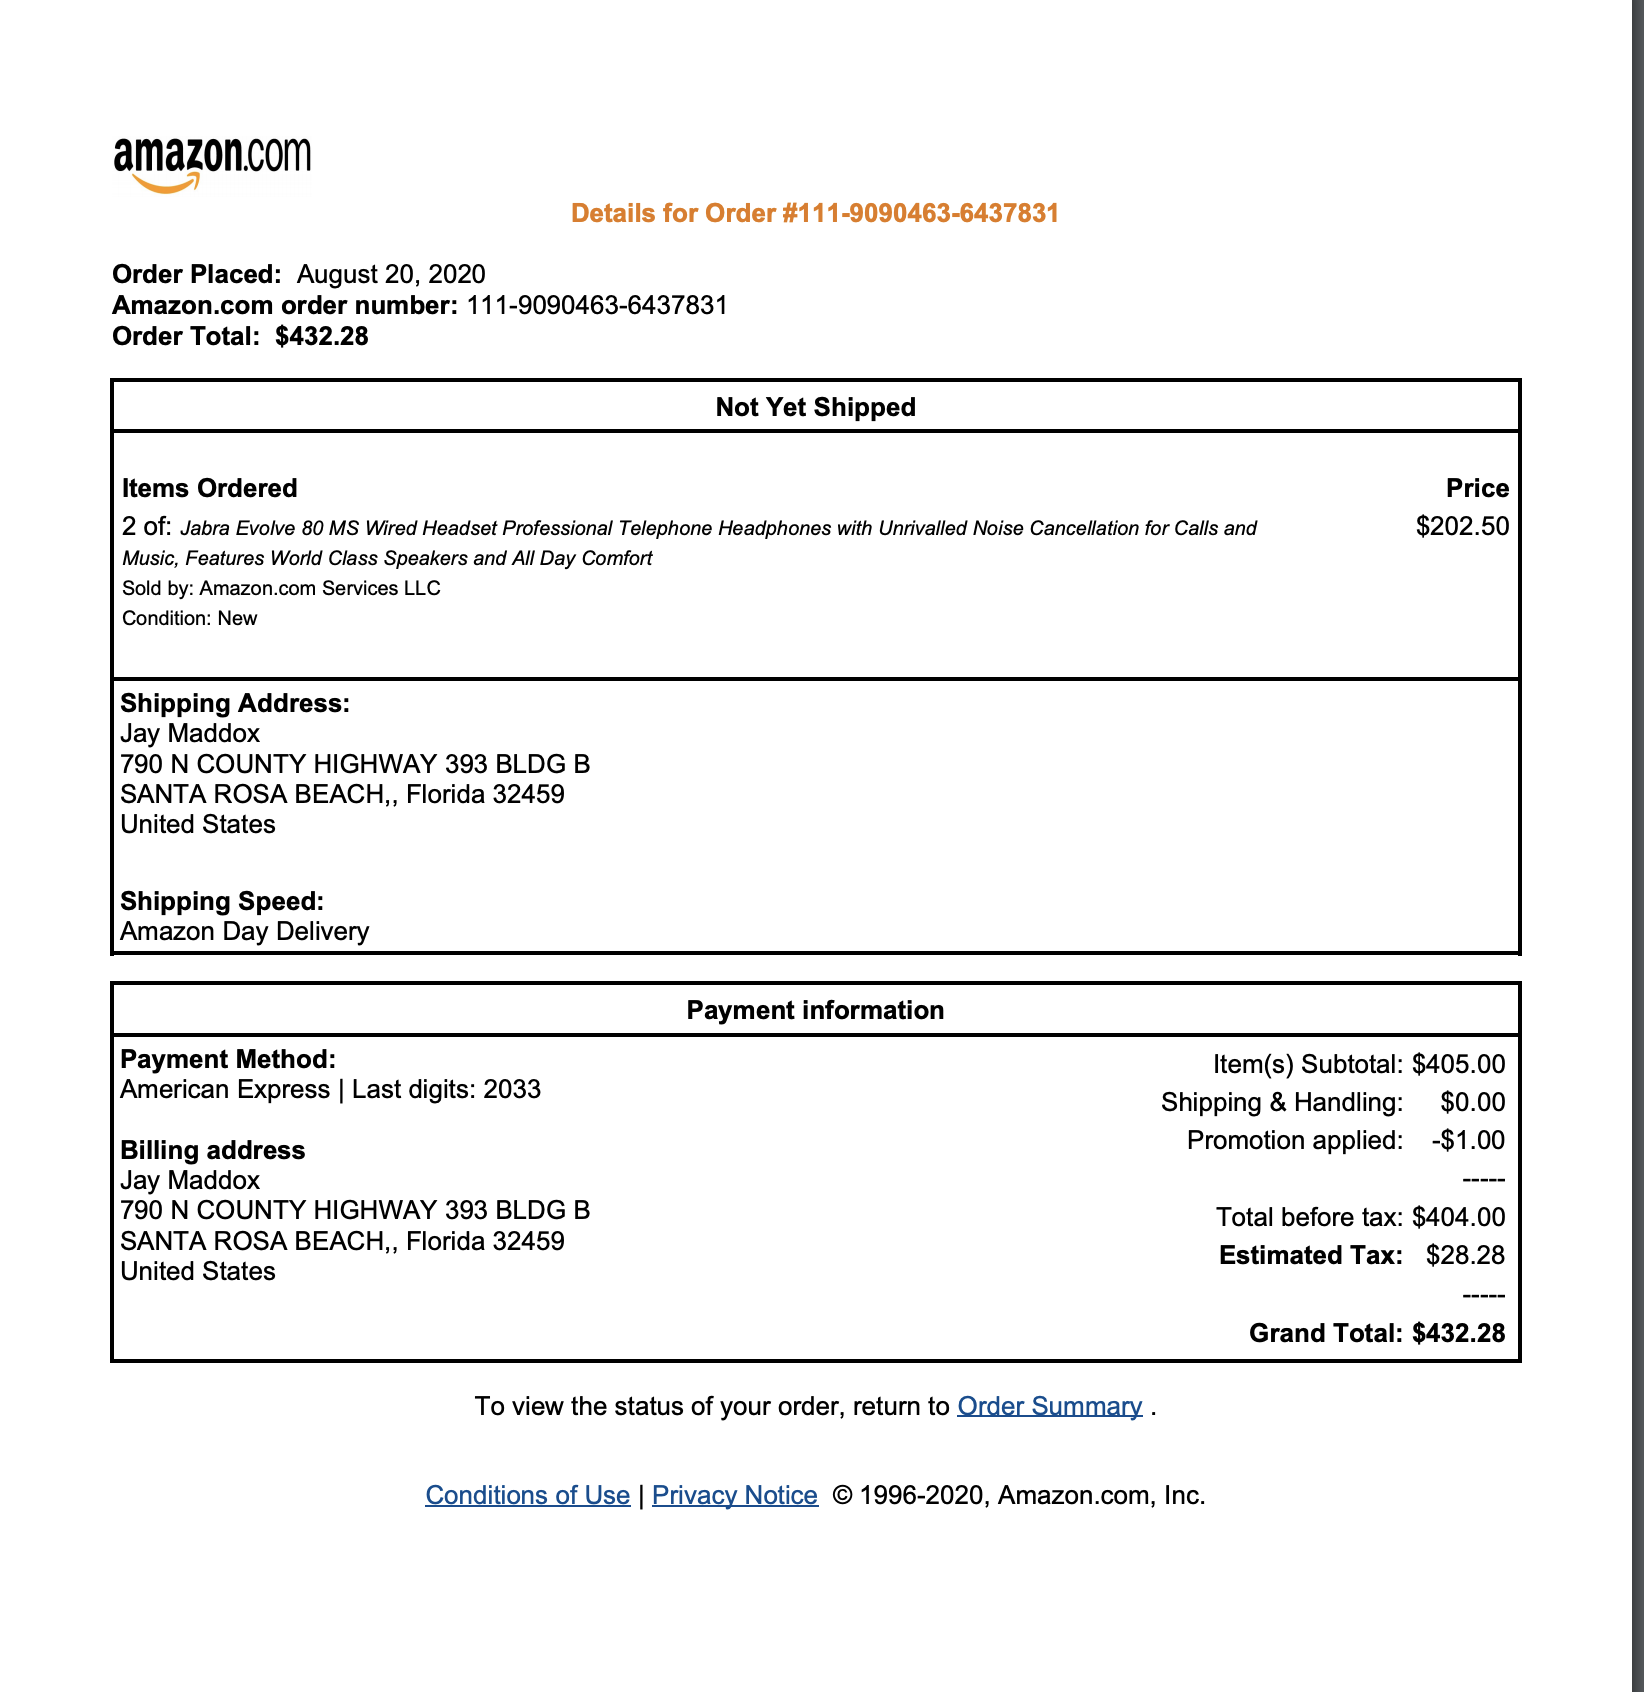 amazon.com
Details for Order #111-9090463-6437831
Order Placed: August 20, 2020
Amazon.com order number: 111-9090463-6437831
Order Total: $432.28
Not Yet Shipped
Items Ordered Price
2 of: Jabra Evolve 80 MS Wired Headset Professional Telephone Headphones with Unrivalled Noise Cancellation for Calls and $202.50
Music, Features World Class Speakers and All Day Comfort
Sold by: Amazon.com Services LLC
Condition: New
Shipping Address:
Jay Maddox
790 N COUNTY HIGHWAY 393 BLDG B
SANTA ROSA BEACH,, Florida 32459
United States
Shipping Speed:
Amazon Day Delivery
Payment information
Payment Method:
American Express | Last digits: 2033
Billing address
Jay Maddox
790 N COUNTY HIGHWAY 393 BLDG B
SANTA ROSA BEACH,, Florida 32459
United States
Item(s) Subtotal: $405.00
Shipping & Handling: $0.00
Promotion applied: -$1.00
-----
Total before tax: $404.00
Estimated Tax: $28.28
-----
Grand Total: $432.28
To view the status of your order, return to Order Summary .
Conditions of Use | Privacy Notice © 1996-2020, Amazon.com, Inc.